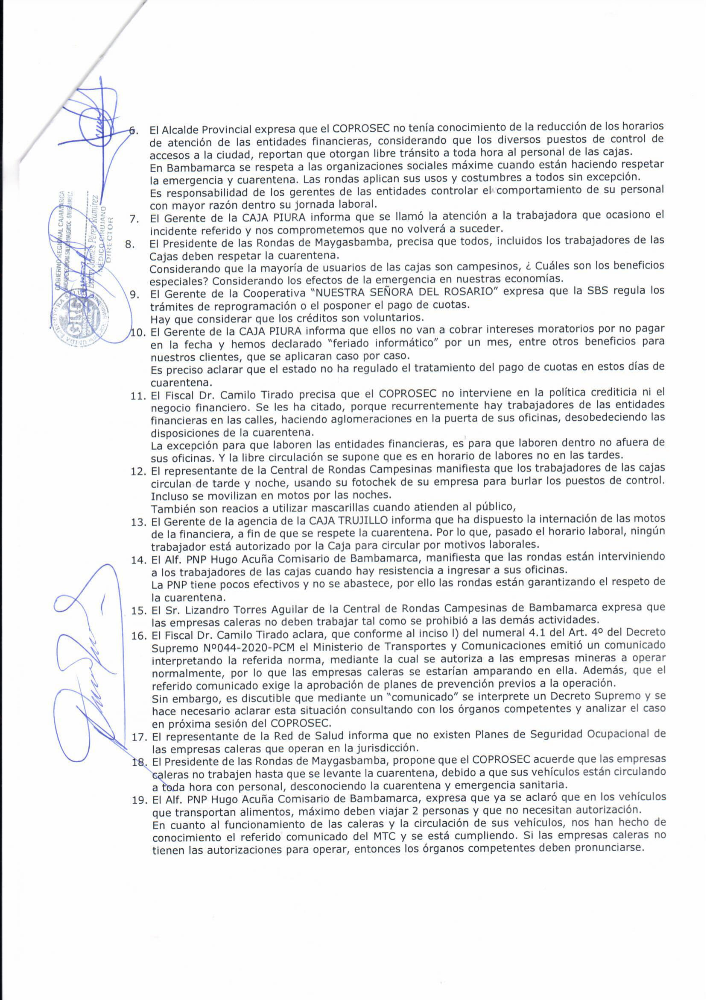 6. El Alcalde Provincial expresa que el COPROSEC no tenía conocimiento de la reducción de los horarios
de atención de las entidades financieras, considerando que los diversos puestos de control de
accesos a la ciudad, reportan que otorgan libre tránsito a toda hora al personal de las cajas.
En Bambamarca se respeta a las organizaciones sociales máxime cuando están haciendo respetar
la emergencia y cuarentena. Las rondas aplican sus usos y costumbres a todos sin excepción.
Es responsabilidad de los gerentes de las entidades controlar el comportamiento de su personal
con mayor razón dentro su jornada laboral.
7. El Gerente de la CAJA PIURA informa que se llamó la atención a la trabajadora que ocasiono el
incidente referido y nos comprometemos que no volverá a suceder.
8. El Presidente de las Rondas de Maygasbamba, precisa que todos, incluidos los trabajadores de las
Cajas deben respetar la cuarentena.
Considerando que la mayoría de usuarios de las cajas son campesinos, ¿ Cuáles son los beneficios
especiales? Considerando los efectos de la emergencia en nuestras economías.
9. El Gerente de la Cooperativa “NUESTRA SEÑORA DEL ROSARIO” expresa que la SBS regula los
trámites de reprogramación o el posponer el pago de cuotas.
Hay que considerar que los créditos son voluntarios.
10. El Gerente de la CAJA PIURA informa que ellos no van a cobrar intereses moratorios por no pagar
en la fecha y hemos declarado “feriado informático” por un mes, entre otros beneficios para
nuestros clientes, que se aplicaran caso por caso.
Es preciso aclarar que el estado no ha regulado el tratamiento del pago de cuotas en estos días de
cuarentena.
11. El Fiscal Dr. Camilo Tirado precisa que el COPROSEC no interviene en la política crediticia ni el
negocio financiero. Se les ha citado, porque recurrentemente hay trabajadores de las entidades
financieras en las calles, haciendo aglomeraciones en la puerta de sus oficinas, desobedeciendo las
disposiciones de la cuarentena.
La excepción para que laboren las entidades financieras, es para que laboren dentro no afuera de
sus oficinas. Y la libre circulación se supone que es en horario de labores no en las tardes.
12. El representante de la Central de Rondas Campesinas manifiesta que los trabajadores de las cajas
circulan de tarde y noche, usando su fotochek de su empresa para burlar los puestos de control.
Incluso se movilizan en motos por las noches.
También son reacios a utilizar mascarillas cuando atienden al público,
13. El Gerente de la agencia de la CAJA TRUJILLO informa que ha dispuesto la internación de las motos
de la financiera, a fin de que se respete la cuarentena. Por lo que, pasado el horario laboral, ningún
trabajador está autorizado por la Caja para circular por motivos laborales.
14. El Alf. PNP Hugo Acuña Comisario de Bambamarca, manifiesta que las rondas están interviniendo
a los trabajadores de las cajas cuando hay resistencia a ingresar a sus oficinas.
La PNP tiene pocos efectivos y no se abastece, por ello las rondas están garantizando el respeto de
la cuarentena.
15. El Sr. Lizandro Torres Aguilar de la Central de Rondas Campesinas de Bambamarca expresa que
las empresas caleras no deben trabajar tal como se prohibió a las demás actividades.
16. El Fiscal Dr. Camilo Tirado aclara, que conforme al inciso l) del numeral 4.1 del Art. 4º del Decreto
Supremo Nº044-2020-PCM el Ministerio de Transportes y Comunicaciones emitió un comunicado
interpretando la referida norma, mediante la cual se autoriza a las empresas mineras a operar
normalmente, por lo que las empresas caleras se estarían amparando en ella. Además, que el
referido comunicado exige la aprobación de planes de prevención previos a la operación.
Sin embargo, es discutible que mediante un “comunicado” se interprete un Decreto Supremo y se
hace necesario aclarar esta situación consultando con los órganos competentes y analizar el caso
en próxima sesión del COPROSEC.
17. El representante de la Red de Salud informa que no existen Planes de Seguridad Ocupacional de
las empresas caleras que operan en la jurisdicción.
18. El Presidente de las Rondas de Maygasbamba, propone que el COPROSEC acuerde que las empresas
caleras no trabajen hasta que se levante la cuarentena, debido a que sus vehículos están circulando
a toda hora con personal, desconociendo la cuarentena y emergencia sanitaria.
19. El Alf. PNP Hugo Acuña Comisario de Bambamarca, expresa que ya se aclaró que en los vehículos
que transportan alimentos, máximo deben viajar 2 personas y que no necesitan autorización.
En cuanto al funcionamiento de las caleras y la circulación de sus vehículos, nos han hecho de
conocimiento el referido comunicado del MTC y se está cumpliendo. Si las empresas caleras no
tienen las autorizaciones para operar, entonces los órganos competentes deben pronunciarse.
GOBIERNO REGIONAL CAJAMARCA
James Pérez Ramírez
MÉDICO CIRUJANO
DIRECTOR